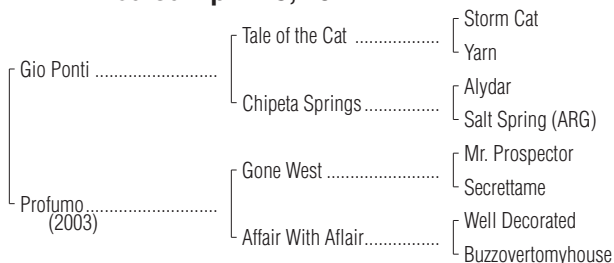 Storm Cat
Tale of the Cat ..................
Yarn
Gio Ponti ..........................
Alydar
Chipeta Springs................
Salt Spring (ARG)
Mr. Prospector
Gone West ........................
Secrettame
Profumo............................
(2003)
Well Decorated
Affair With Aflair................
Buzzovertomyhouse